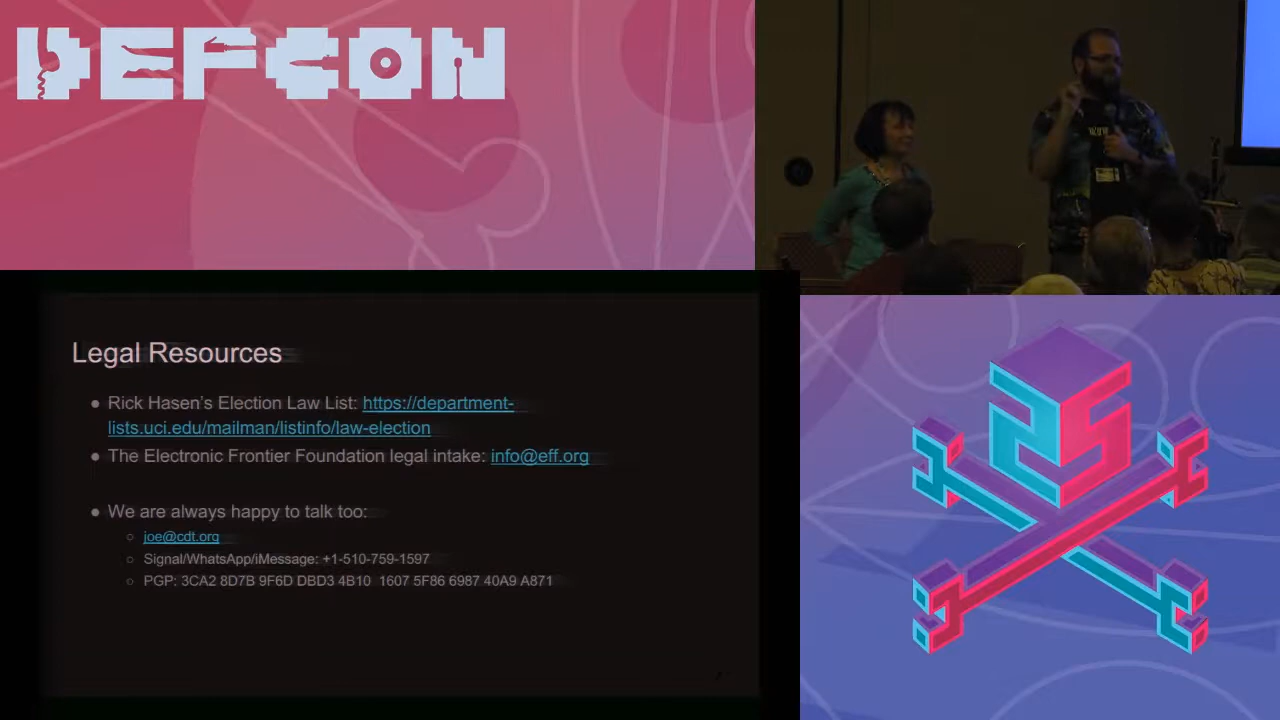 DEFCON
Legal Resources
● Rick Hasen's Election Law List: https://department-
lists.uci.edu/mailman/listinfo/law-election
● The Electronic Frontier Foundation legal intake: info@eff.org
● We are always happy to talk too:
○ joe@cdt.org
○ Signal/WhatsApp/iMessage: +1-510-759-1597
○ PGP: 3CA2 8D7B 9F6D DBD3 4B10 1607 5F86 6987 40A9 A871
25